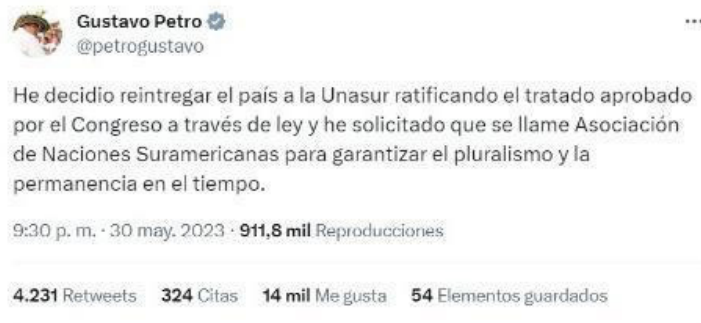 Gustavo Petro
@petrogustavo
He decidio reintregar el país a la Unasur ratificando el tratado aprobado
por el Congreso a través de ley y he solicitado que se llame Asociación
de Naciones Suramericanas para garantizar el pluralismo y la
permanencia en el tiempo.
9:30 p. m. · 30 may. 2023 · 911,8 mil Reproducciones
4.231 Retweets 324 Citas 14 mil Me gusta 54 Elementos guardados